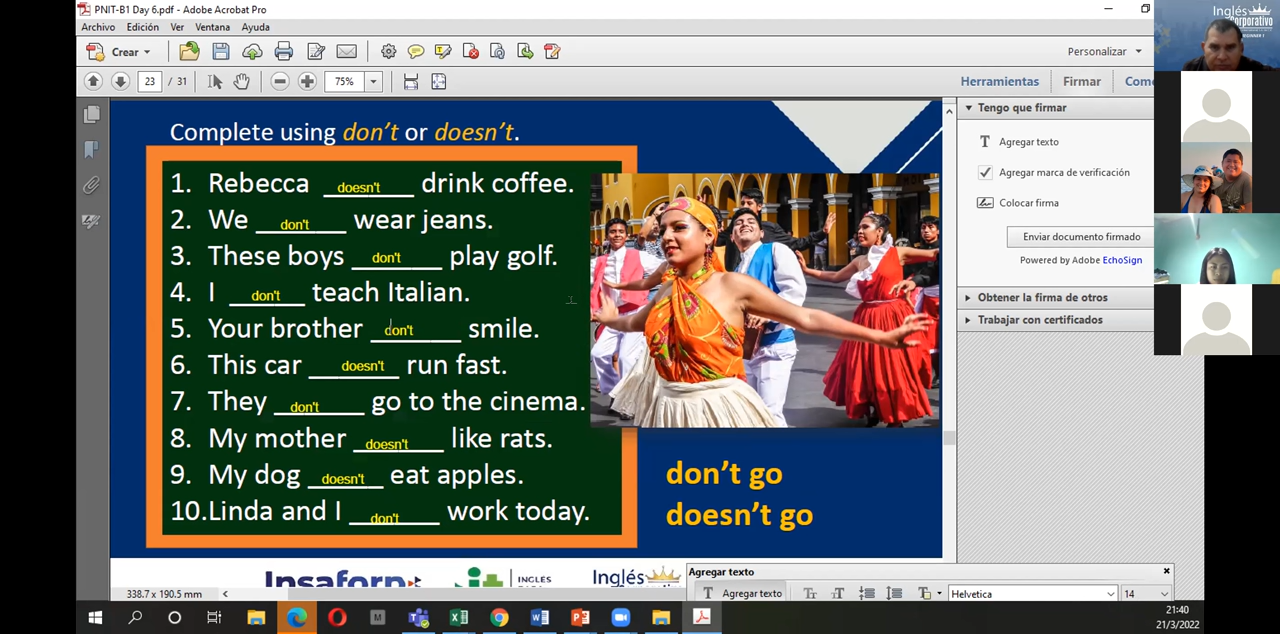 PNIT-B1 Day 6.pdf - Adobe Acrobat Pro
Archivo Edición Ver Ventana Ayuda
Crear
Personalizar
23 / 31 75%
Herramientas Firmar Com
Complete using don't or doesn't.
1. Rebecca doesn't drink coffee.
2. We don't wear jeans.
3. These boys don't play golf.
4. I don't teach Italian.
5. Your brother don't smile.
6. This car doesn't run fast.
7. They don't go to the cinema.
8. My mother doesn't like rats.
9. My dog doesn't eat apples.
10.Linda and I don't work today.
don't go
doesn't go
Insaforp
INGLES
Inglés
Tengo que firmar
T Agregar texto
Agregar marca de verificación
Colocar firma
Enviar documento firmado
Powered by Adobe EchoSign
Obtener la firma de otros
Trabajar con certificados
Inglés
Corporativo
Agregar texto
T Agregar texto
Helvetica
14
338.7 x 190.5 mm
21:40
21/3/2022